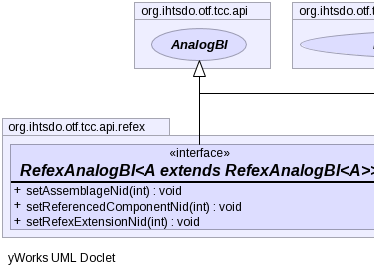 org.ihtsdo.otf.tcc.api
org.ihtsdo.otf.t
AnalogBI
org.ihtsdo.otf.tcc.api.refex
«interface»
RefexAnalogBI<A extends RefexAnalogBI<A>>
+ setAssemblageNid(int) : void
+ setReferencedComponentNid(int) : void
+ setRefexExtensionNid(int) : void
yWorks UML Doclet